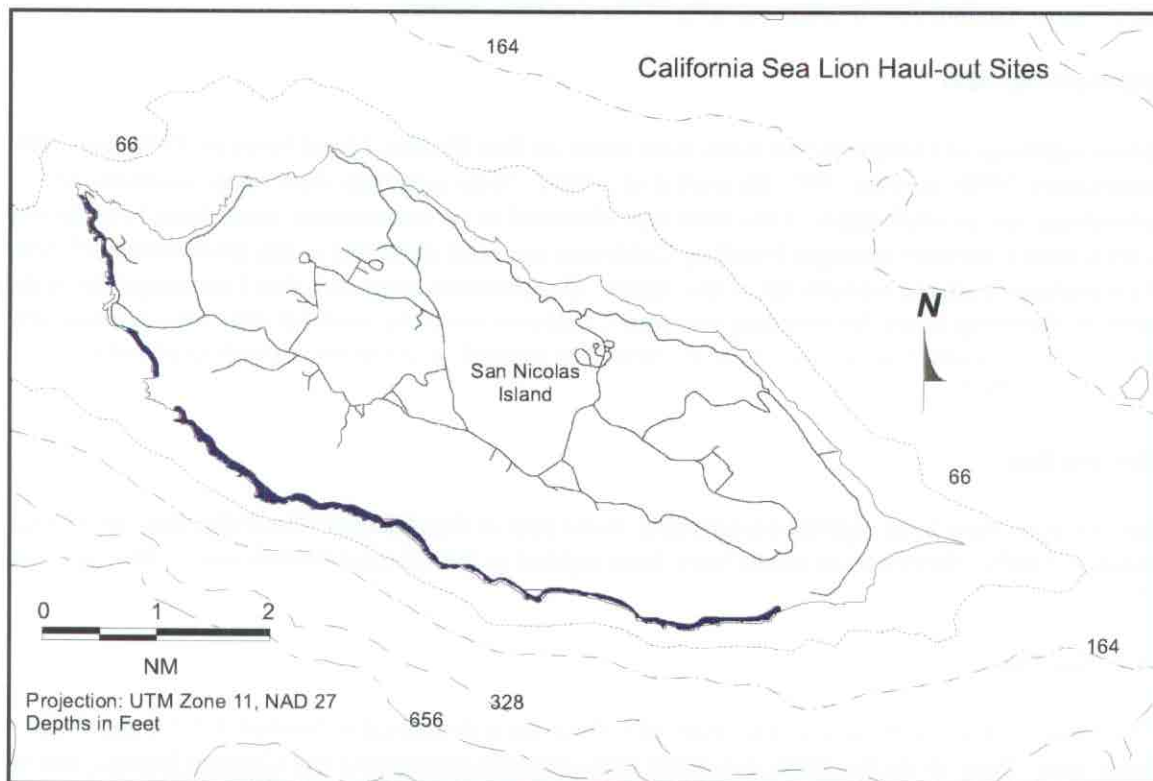 164
California Sea Lion Haul-out Sites
66
N
San Nicolas
Island
66
0 1 2
NM
164
Projection: UTM Zone 11, NAD 27
328
Depths in Feet
656